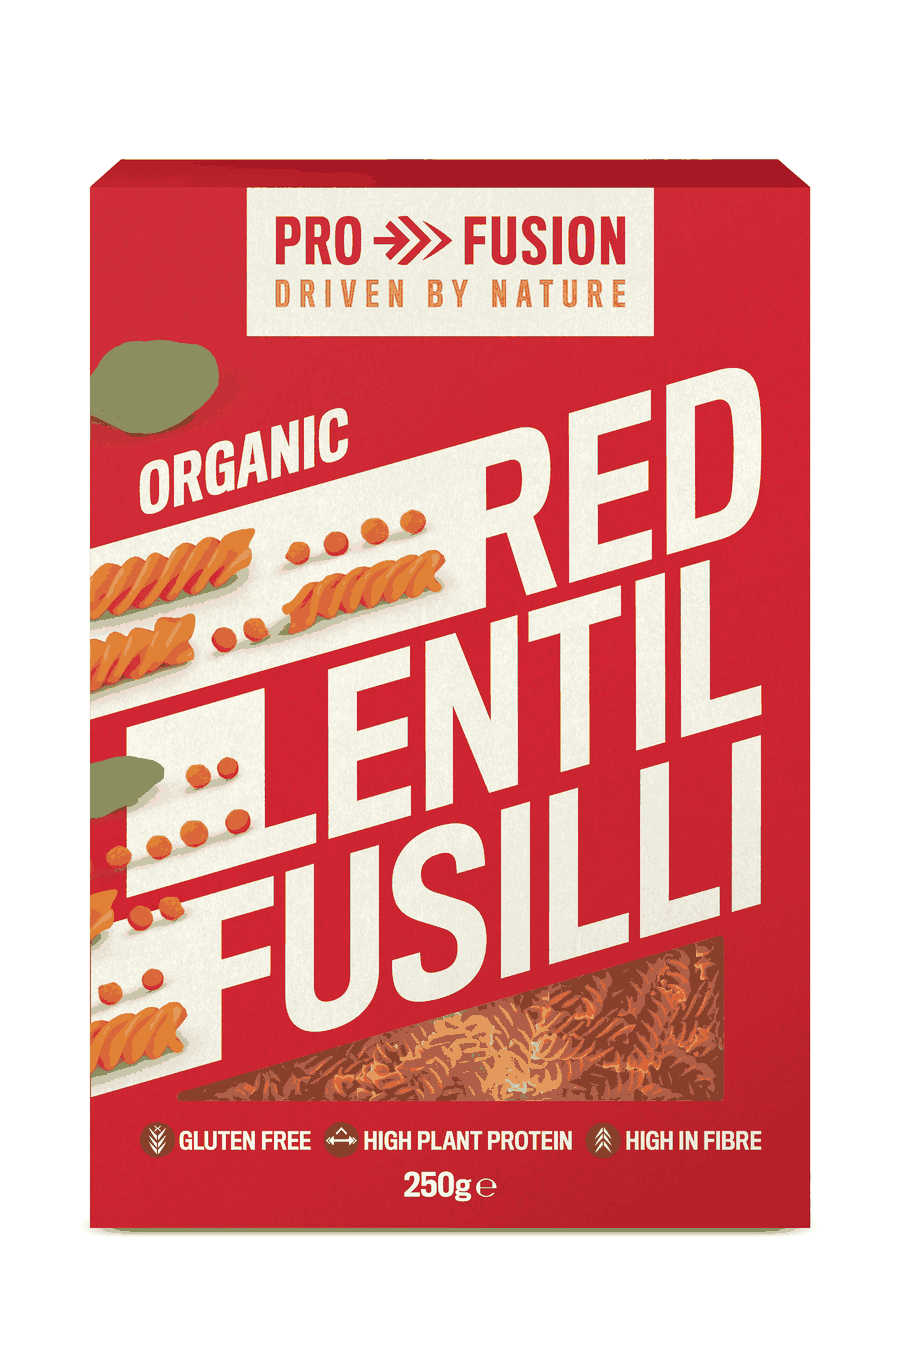 PRO FUSION
DRIVEN BY NATURE
ORGANIC
RED
LENTIL
FUSILLI
GLUTEN FREE HIGH PLANT PROTEIN HIGH IN FIBRE
250g ℮